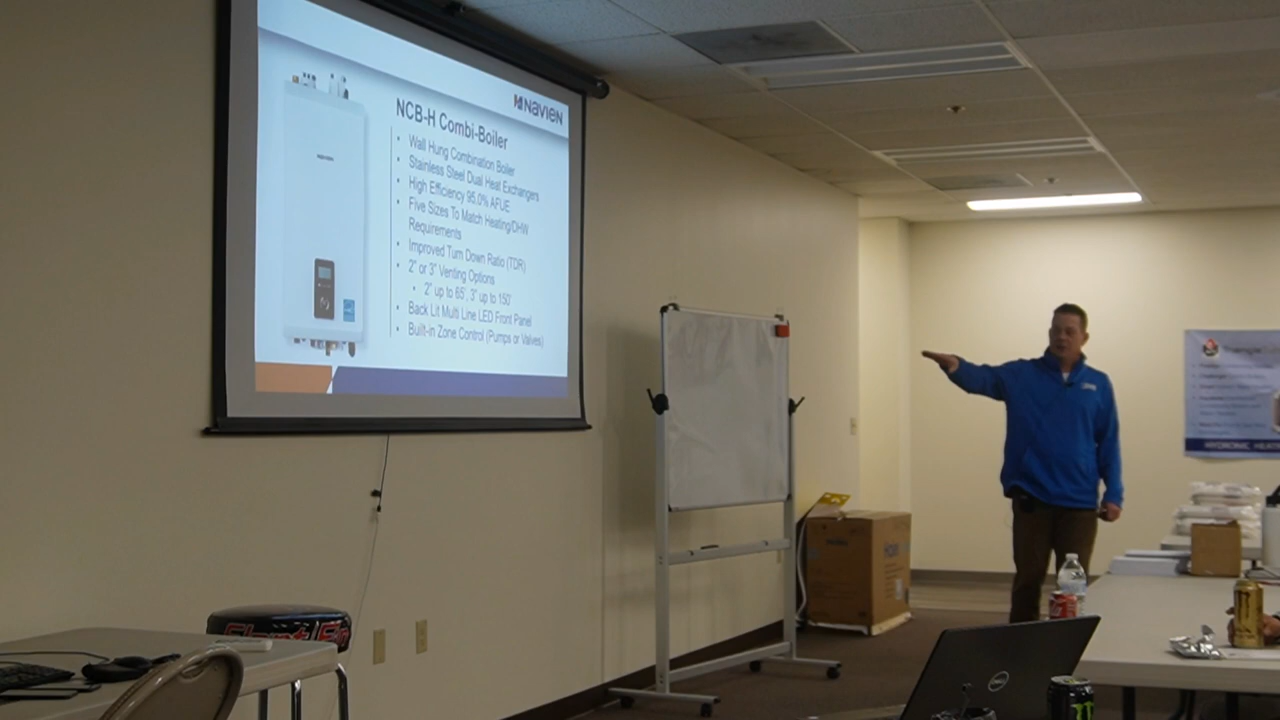 NAVIEN
NCB-H Combi-Boiler
• Wall Hung Combination Boiler
• Stainless Steel Dual Heat Exchangers
• High Efficiency 95.0% AFUE
• Five Sizes To Match Heating/DHW
Requirements
• Improved Turn Down Ratio (TDR)
• 2" or 3" Venting Options
• 2" up to 65', 3" up to 150'
• Back Lit Multi Line LED Front Panel
• Built-in Zone Control (Pumps or Valves)
HYDRONIC HEATI
DELL